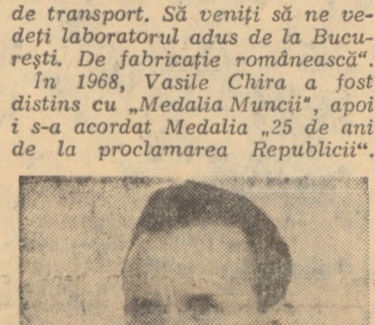 de transport. Să veniți să ne ve-
deți laboratorul adus de la Bucu-
rești. De fabricație românească“.
În 1968, Vasile Chira a fost
distins cu „Medalia Muncii", apoi
i s-a acordat Medalia „25 de ani
de la proclamarea Republicii“.